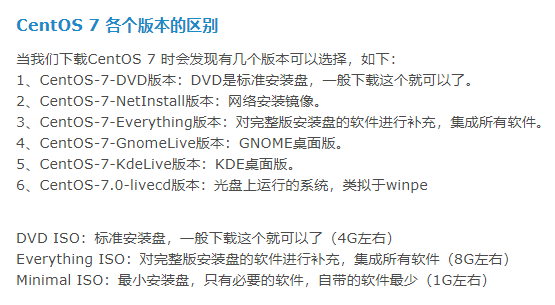 CentOS 7 各个版本的区别
当我们下载CentOS 7 时会发现有几个版本可以选择，如下：
1、CentOS-7-DVD版本：DVD是标准安装盘，一般下载这个就可以了。
2、CentOS-7-NetInstall版本：网络安装镜像。
3、CentOS-7-Everything版本：对完整版安装盘的软件进行补充，集成所有软件。
4、CentOS-7-GnomeLive版本：GNOME桌面版。
5、CentOS-7-KdeLive版本：KDE桌面版。
6、CentOS-7.0-livecd版本：光盘上运行的系统，类拟于winpe
DVD ISO：标准安装盘，一般下载这个就可以了（4G左右）
Everything ISO：对完整版安装盘的软件进行补充，集成所有软件（8G左右）
Minimal ISO：最小安装盘，只有必要的软件，自带的软件最少（1G左右）